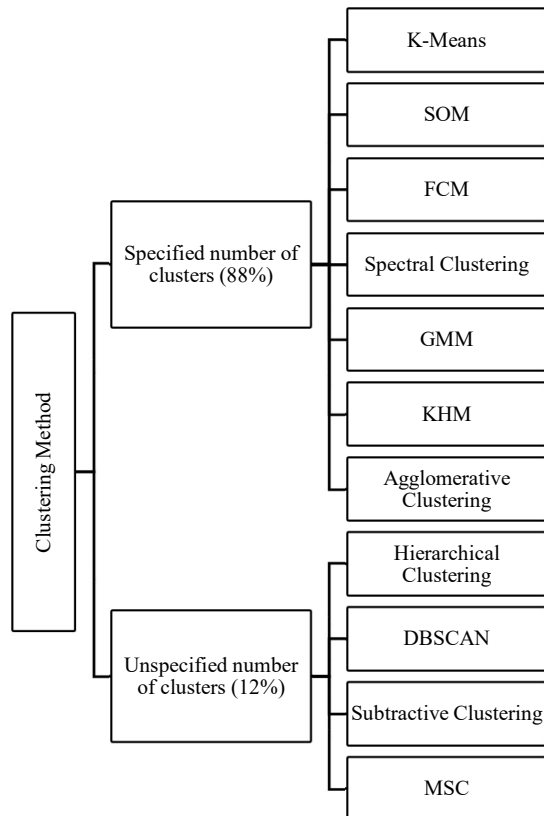 Clustering Method
Specified number of
clusters (88%)
Unspecified number
of clusters (12%)
K-Means
SOM
FCM
Spectral Clustering
GMM
KHM
Agglomerative
Clustering
Hierarchical
Clustering
DBSCAN
Subtractive Clustering
MSC